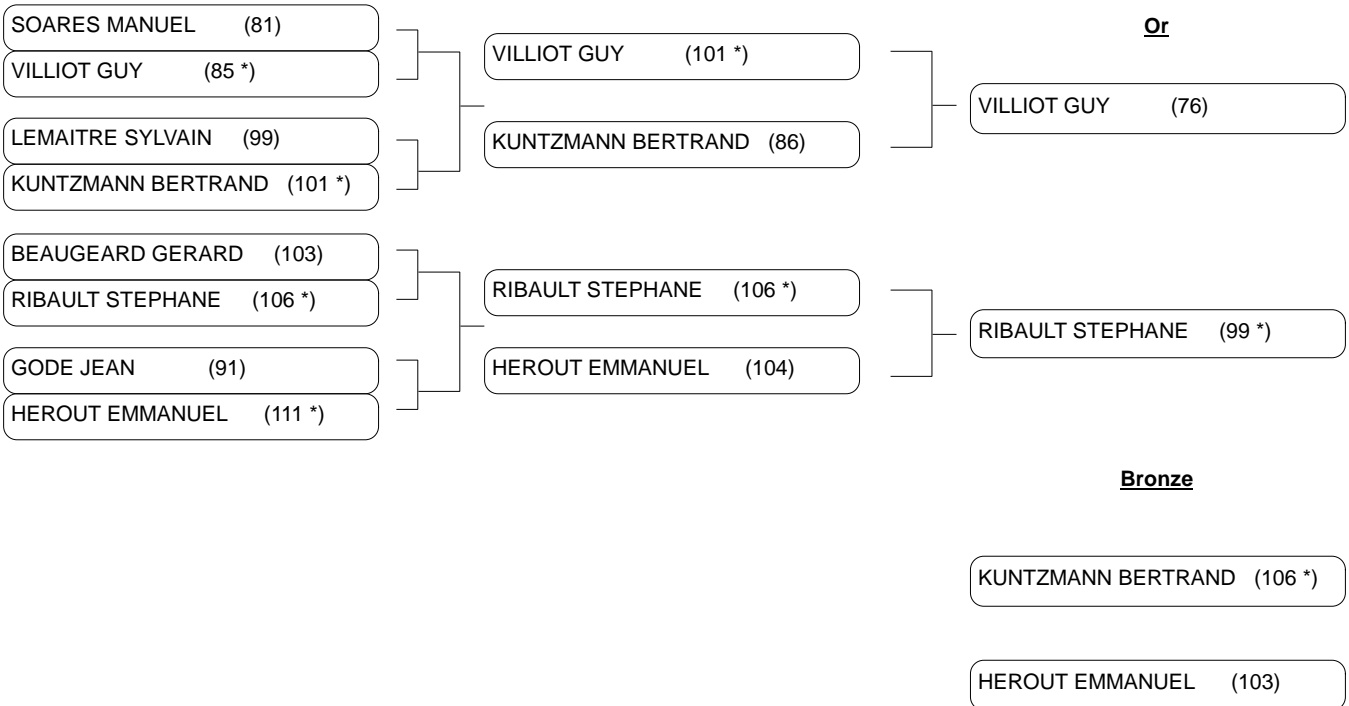 SOARES MANUEL (81)
VILLIOT GUY (85 *)
LEMAITRE SYLVAIN (99)
KUNTZMANN BERTRAND (101 *)
BEAUGEARD GERARD (103)
RIBAULT STEPHANE (106 *)
GODE JEAN (91)
HEROUT EMMANUEL (111 *)
VILLIOT GUY (101 *)
KUNTZMANN BERTRAND (86)
RIBAULT STEPHANE (106 *)
HEROUT EMMANUEL (104)
Or
VILLIOT GUY (76)
RIBAULT STEPHANE (99 *)
Bronze
KUNTZMANN BERTRAND (106 *)
HEROUT EMMANUEL (103)